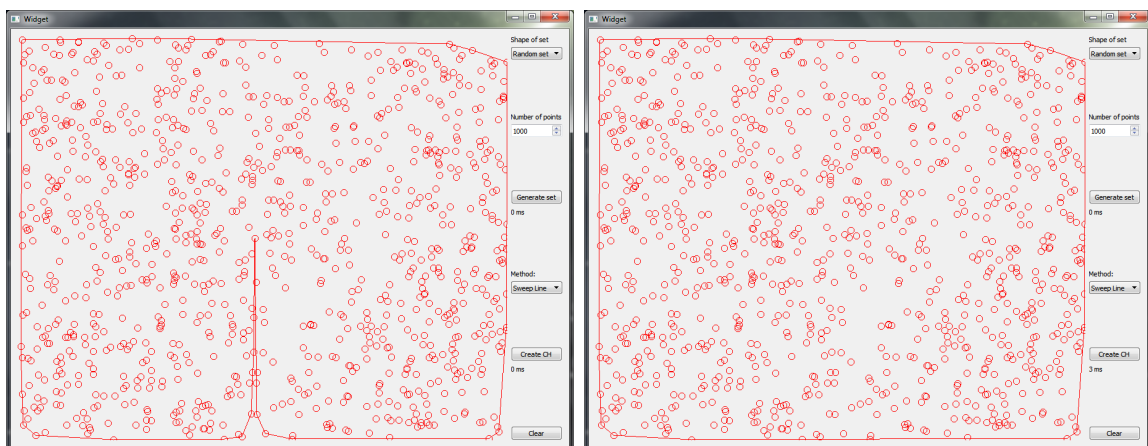 Widget
Shape of set
Random set
Number of points
1000
Generate set
0 ms
Method:
Sweep Line
Create CH
0 ms
Clear
Widget
Shape of set
Random set
Number of points
1000
Generate set
0 ms
Method:
Sweep Line
Create CH
3 ms
Clear